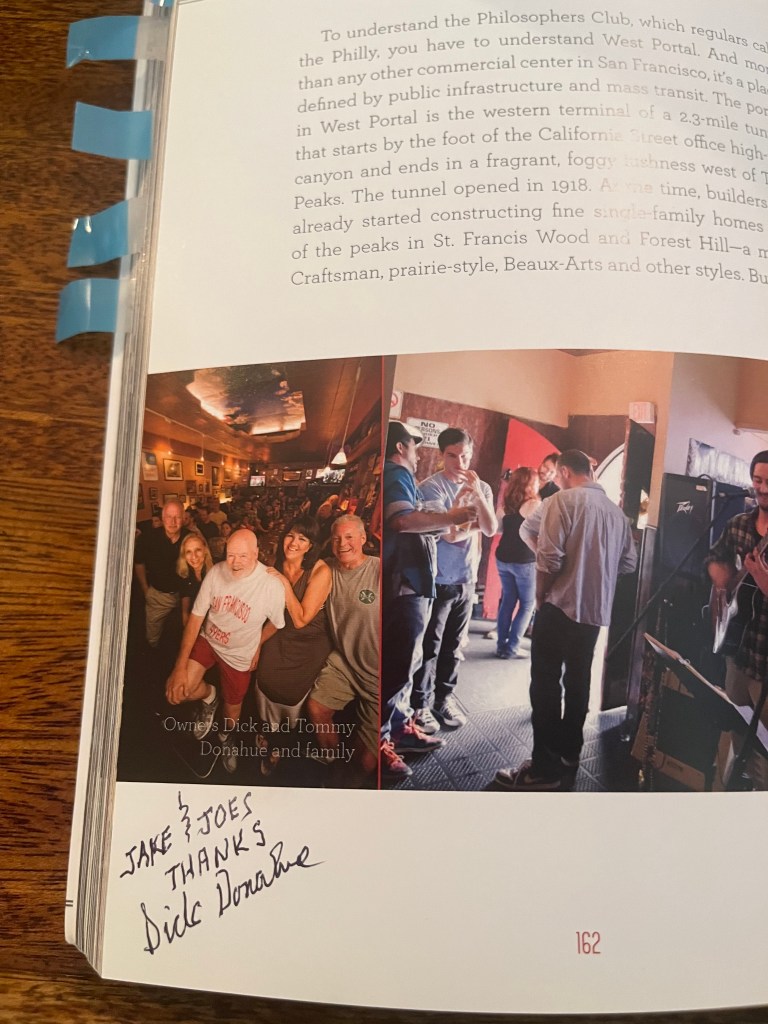 To understand the Philosophers Club, which regulars cal
the Philly, you have to understand West Portal. And mo
than any other commercial center in San Francisco, it's a pla
defined by public infrastructure and mass transit. The por
in West Portal is the western terminal of a 2.3-mile tun
that starts by the foot of the California Street office high-
canyon and ends in a fragrant, foggy lushness west of T
Peaks. The tunnel opened in 1918. At the time, builders
already started constructing fine single-family homes
of the peaks in St. Francis Wood and Forest Hill—a m
Craftsman, prairie-style, Beaux-Arts and other styles. Bu
NO
EXIT
PEAVEY
SAN FRANCISCO
49ERS
Owners Dick and Tommy
Donahue and family
JAKE & JOES
THANKS
Dick Donahue
162